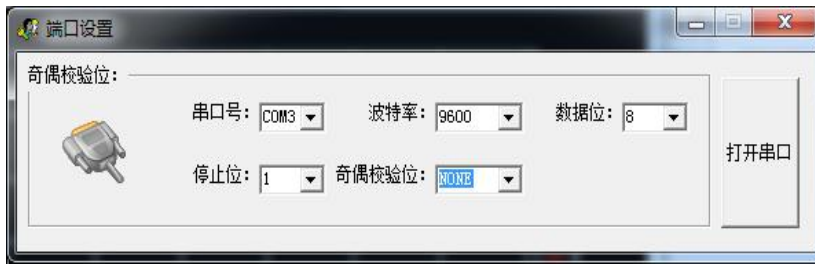 端口设置
奇偶校验位：
串口号： COM3 波特率： 9600 数据位： 8
停止位： 1 奇偶校验位： NONE
打开串口